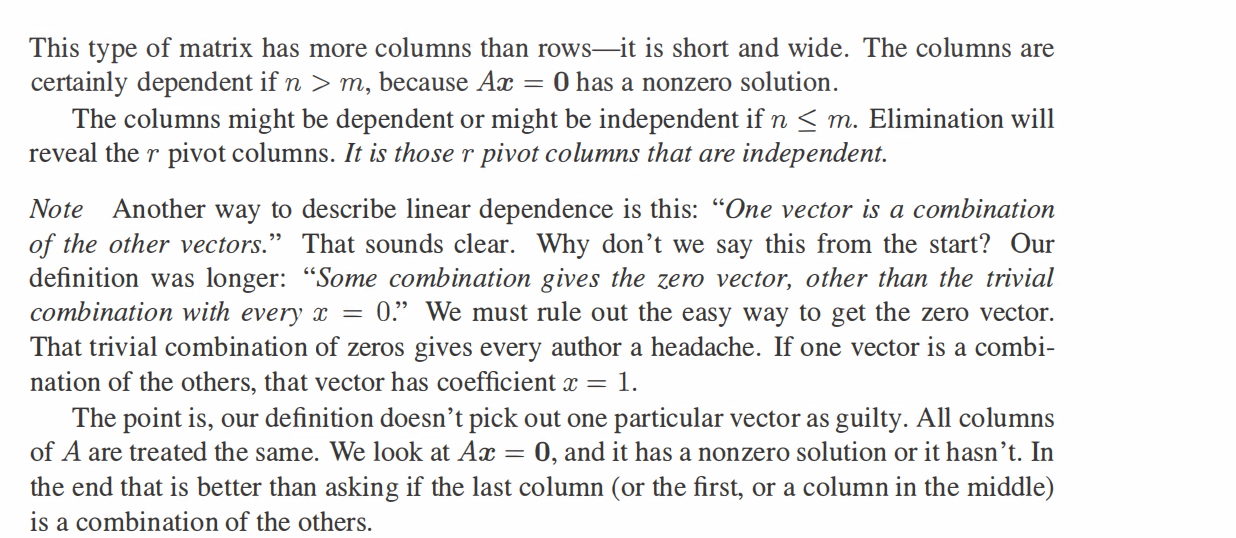 This type of matrix has more columns than rows—it is short and wide. The columns are
certainly dependent if n > m, because Ax = 0 has a nonzero solution.
The columns might be dependent or might be independent if n ≤ m. Elimination will
reveal the r pivot columns. It is those r pivot columns that are independent.
Note Another way to describe linear dependence is this: “One vector is a combination
of the other vectors.” That sounds clear. Why don’t we say this from the start? Our
definition was longer: “Some combination gives the zero vector, other than the trivial
combination with every x = 0.” We must rule out the easy way to get the zero vector.
That trivial combination of zeros gives every author a headache. If one vector is a combi-
nation of the others, that vector has coefficient x = 1.
The point is, our definition doesn’t pick out one particular vector as guilty. All columns
of A are treated the same. We look at Ax = 0, and it has a nonzero solution or it hasn’t. In
the end that is better than asking if the last column (or the first, or a column in the middle)
is a combination of the others.